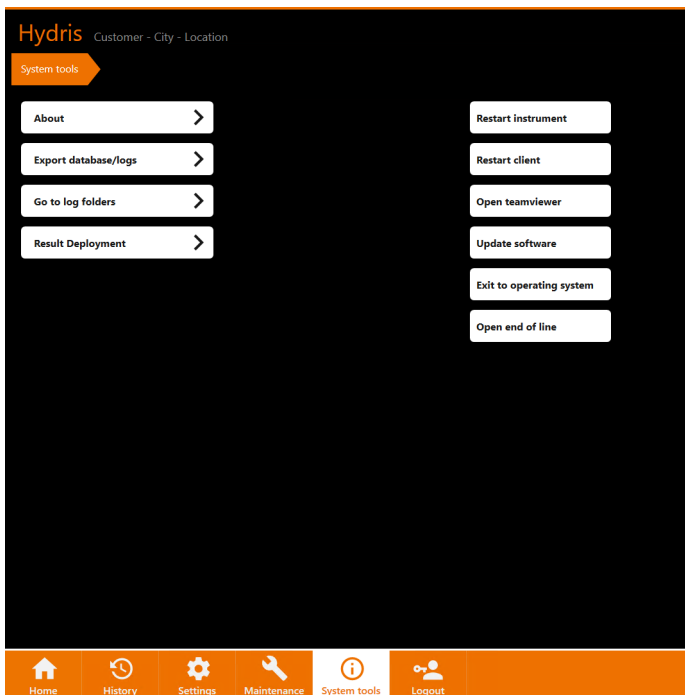 Hydris Customer - City - Location
System tools
About
Export database/logs
Go to log folders
Result Deployment
Restart instrument
Restart client
Open teamviewer
Update software
Exit to operating system
Open end of line
Home History Settings Maintenance System tools Logout